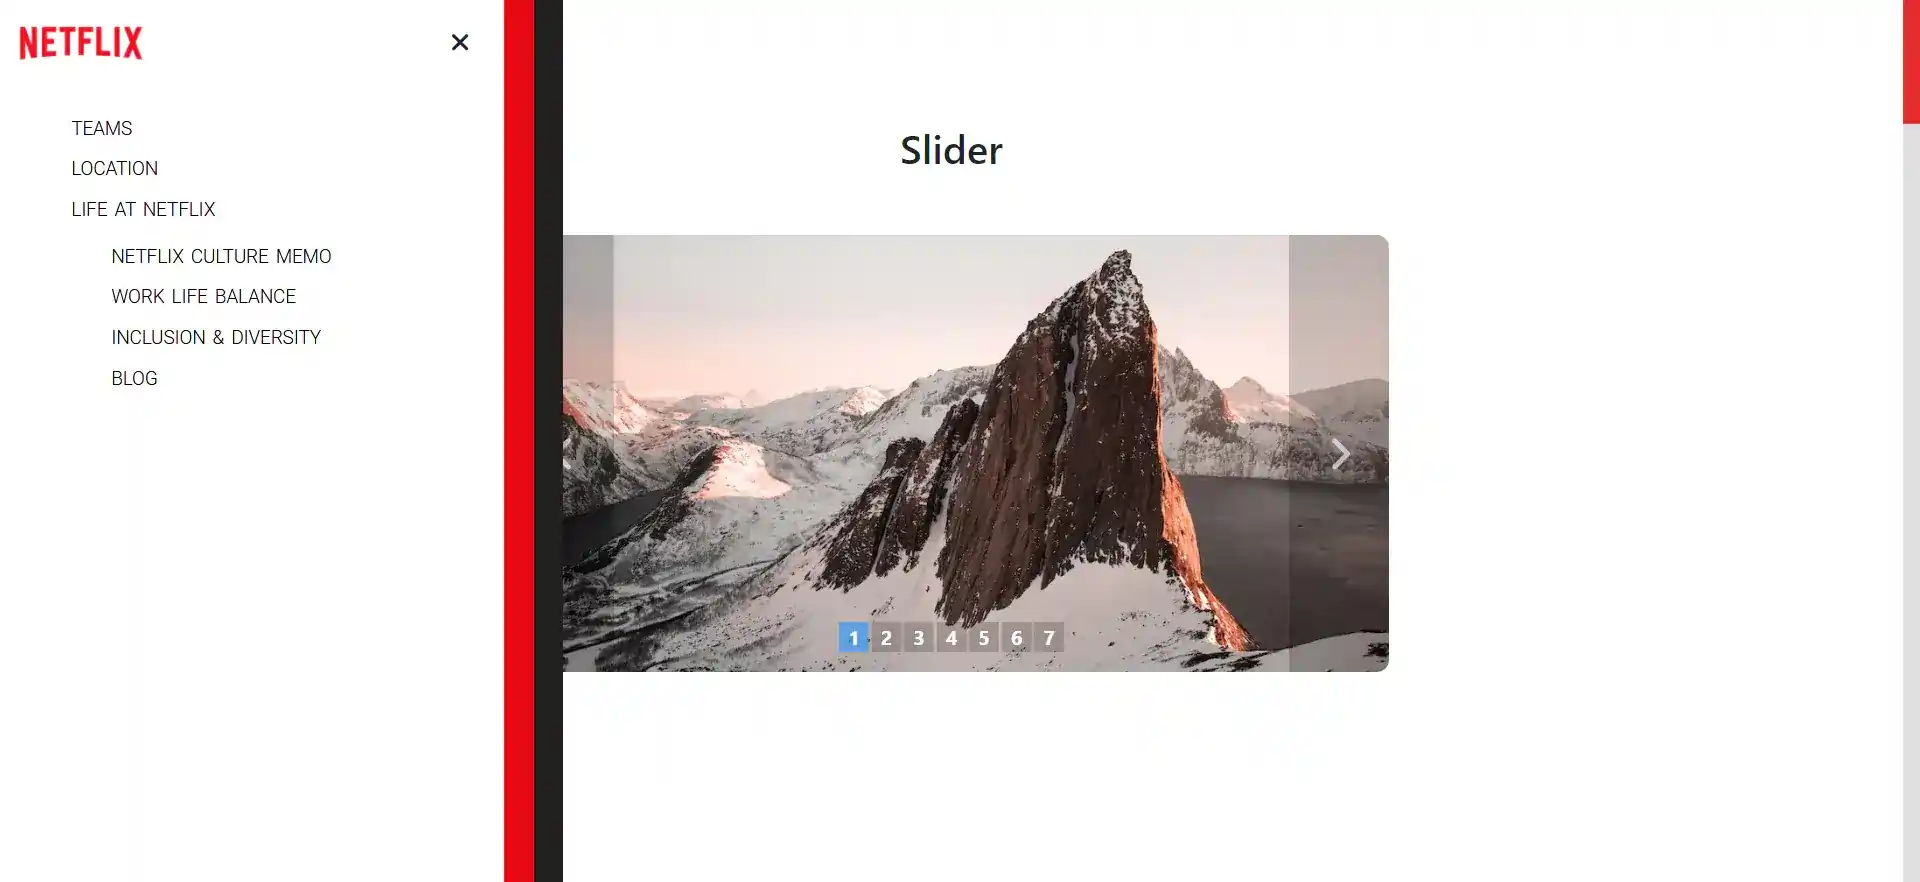 NETFLIX
TEAMS
LOCATION
LIFE AT NETFLIX
NETFLIX CULTURE MEMO
WORK LIFE BALANCE
INCLUSION & DIVERSITY
BLOG
Slider
1 2 3 4 5 6 7